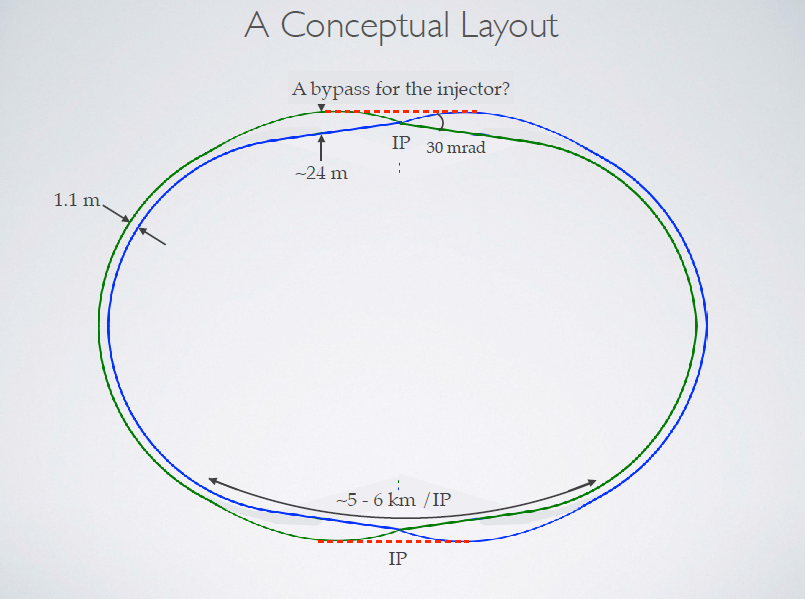 A Conceptual Layout
A bypass for the injector?
IP
30 mrad
~24 m
1.1 m
~5 - 6 km /IP
IP